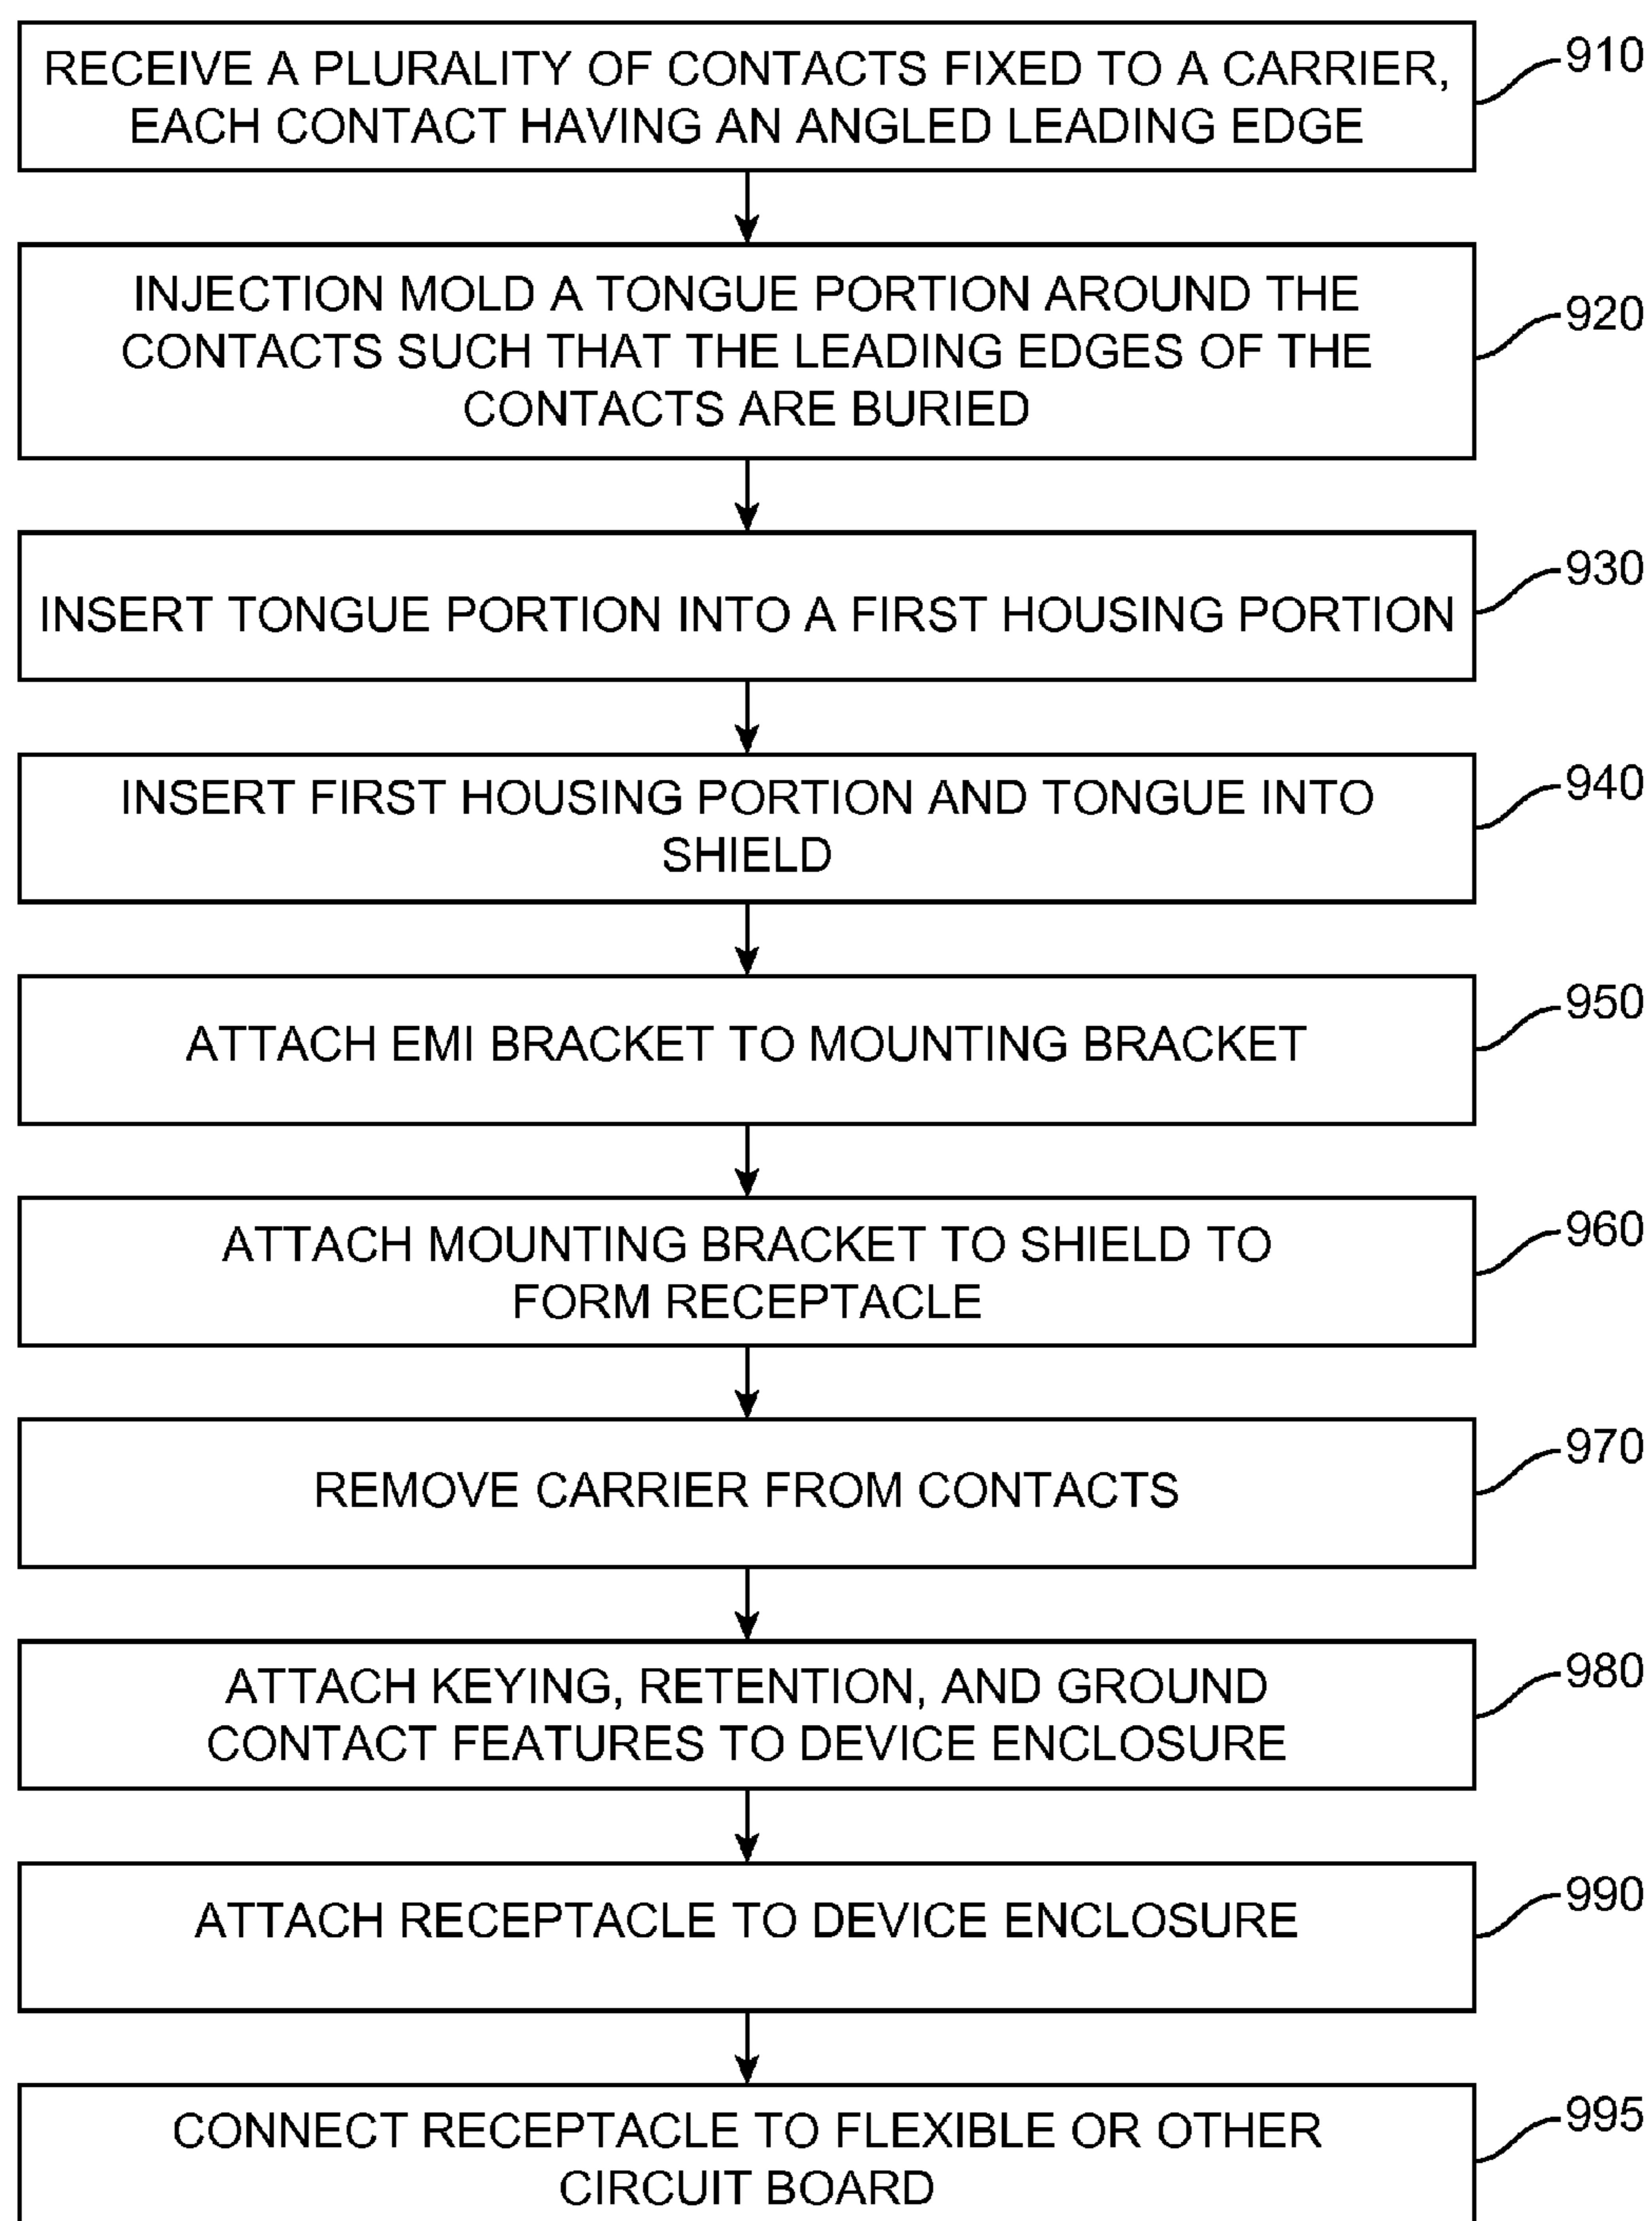 RECEIVE A PLURALITY OF CONTACTS FIXED TO A CARRIER,
EACH CONTACT HAVING AN ANGLED LEADING EDGE
910
INJECTION MOLD A TONGUE PORTION AROUND THE
CONTACTS SUCH THAT THE LEADING EDGES OF THE
CONTACTS ARE BURIED
920
INSERT TONGUE PORTION INTO A FIRST HOUSING PORTION
930
INSERT FIRST HOUSING PORTION AND TONGUE INTO
SHIELD
940
ATTACH EMI BRACKET TO MOUNTING BRACKET
950
ATTACH MOUNTING BRACKET TO SHIELD TO
FORM RECEPTACLE
960
REMOVE CARRIER FROM CONTACTS
970
ATTACH KEYING, RETENTION, AND GROUND
CONTACT FEATURES TO DEVICE ENCLOSURE
980
ATTACH RECEPTACLE TO DEVICE ENCLOSURE
990
CONNECT RECEPTACLE TO FLEXIBLE OR OTHER
CIRCUIT BOARD
995